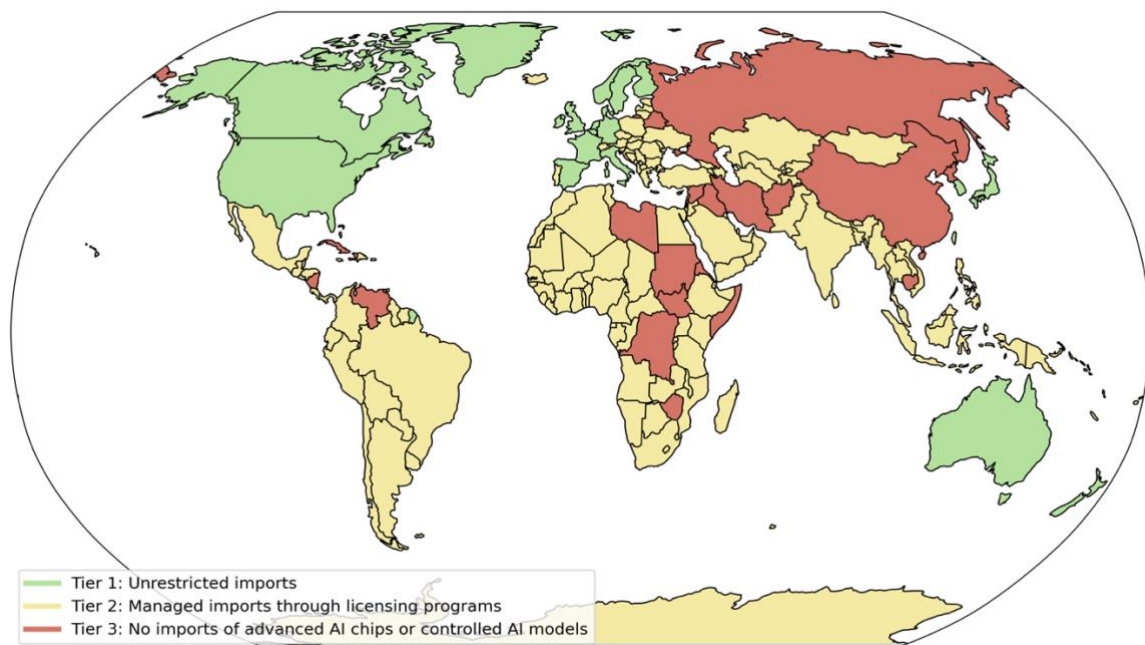 Tier 1: Unrestricted imports
Tier 2: Managed imports through licensing programs
Tier 3: No imports of advanced AI chips or controlled AI models